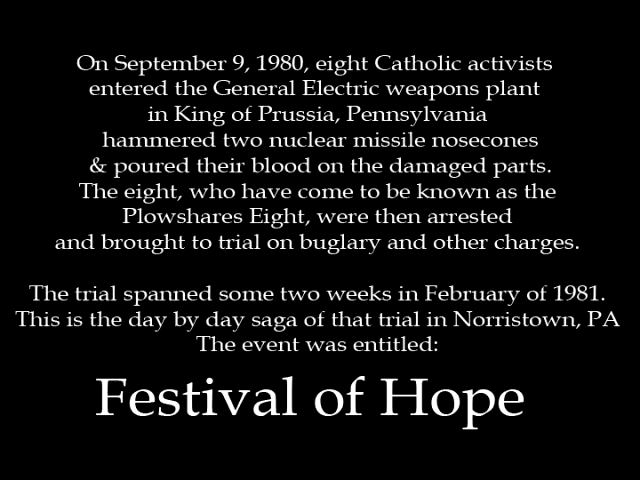 On September 9, 1980, eight Catholic activists
entered the General Electric weapons plant
in King of Prussia, Pennsylvania
hammered two nuclear missile nosecones
& poured their blood on the damaged parts.
The eight, who have come to be known as the
Plowshares Eight, were then arrested
and brought to trial on buglary and other charges.
The trial spanned some two weeks in February of 1981.
This is the day by day saga of that trial in Norristown, PA
The event was entitled:
Festival of Hope